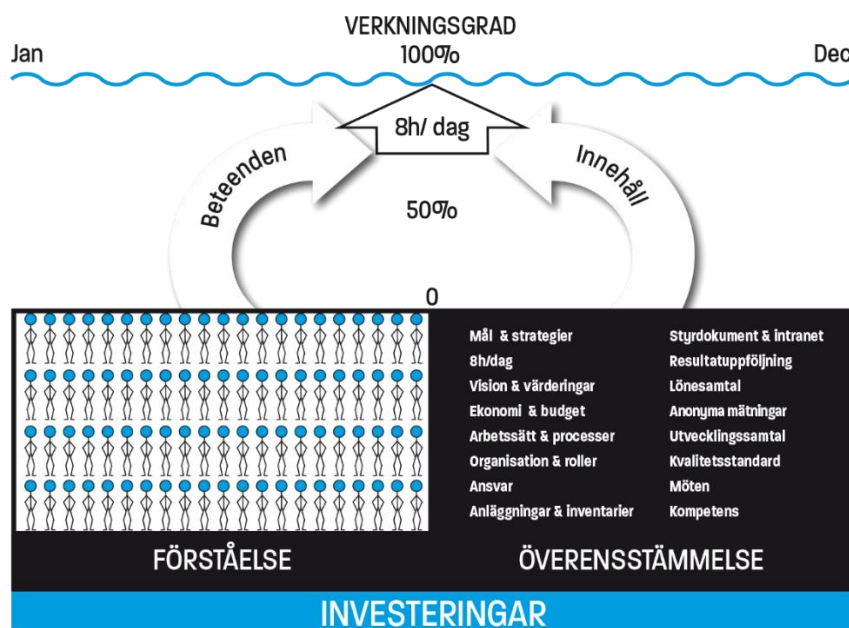 VERKNINGSGRAD
Jan
100%
Dec
8h/ dag
Beteenden
Innehåll
50%
0
Mål & strategier
8h/dag
Vision & värderingar
Ekonomi & budget
Arbetssätt & processer
Organisation & roller
Ansvar
Anläggningar & inventarier
Styrdokument & intranet
Resultatuppföljning
Lönesamtal
Anonyma mätningar
Utvecklingssamtal
Kvalitetsstandard
Möten
Kompetens
FÖRSTÅELSE
ÖVERENSSTÄMMELSE
INVESTERINGAR